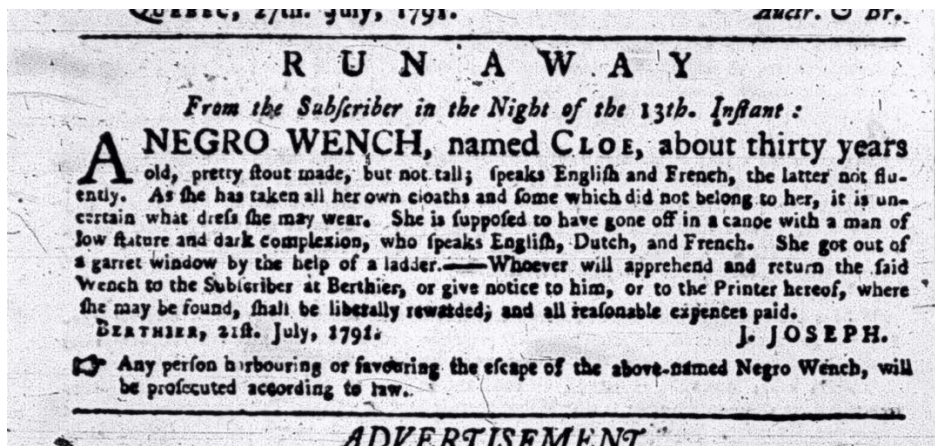 QUEBEC, 27th. July, 1791.
Auctr. & Br.
RUNAWAY
From the Subſcriber in the Night of the 13th. Inſtant:
A NEGRO WENCH, named CLOE, about thirty years
old, pretty ſtout made, but not tall; ſpeaks Engliſh and French, the latter not flu-
ently. As ſhe has taken all her own cloaths and ſome which did not belong to her, it is un-
certain what dreſs ſhe may wear. She is ſuppoſed to have gone off in a canoe with a man of
low ſtature and dark complexion, who ſpeaks Engliſh, Dutch, and French. She got out of
a garret window by the help of a ladder.—Whoever will apprehend and return the ſaid
Wench to the Subſcriber at Berthier, or give notice to him, or to the Printer hereof, where
ſhe may be found, ſhall be liberally rewarded; and all reaſonable expences paid.
BERTHIER, 21ſt. July, 1791.
J. JOSEPH.
☞ Any perſon harbouring or favouring the eſcape of the above-named Negro Wench, will
be proſecuted according to law.
ADVERTISEMENT